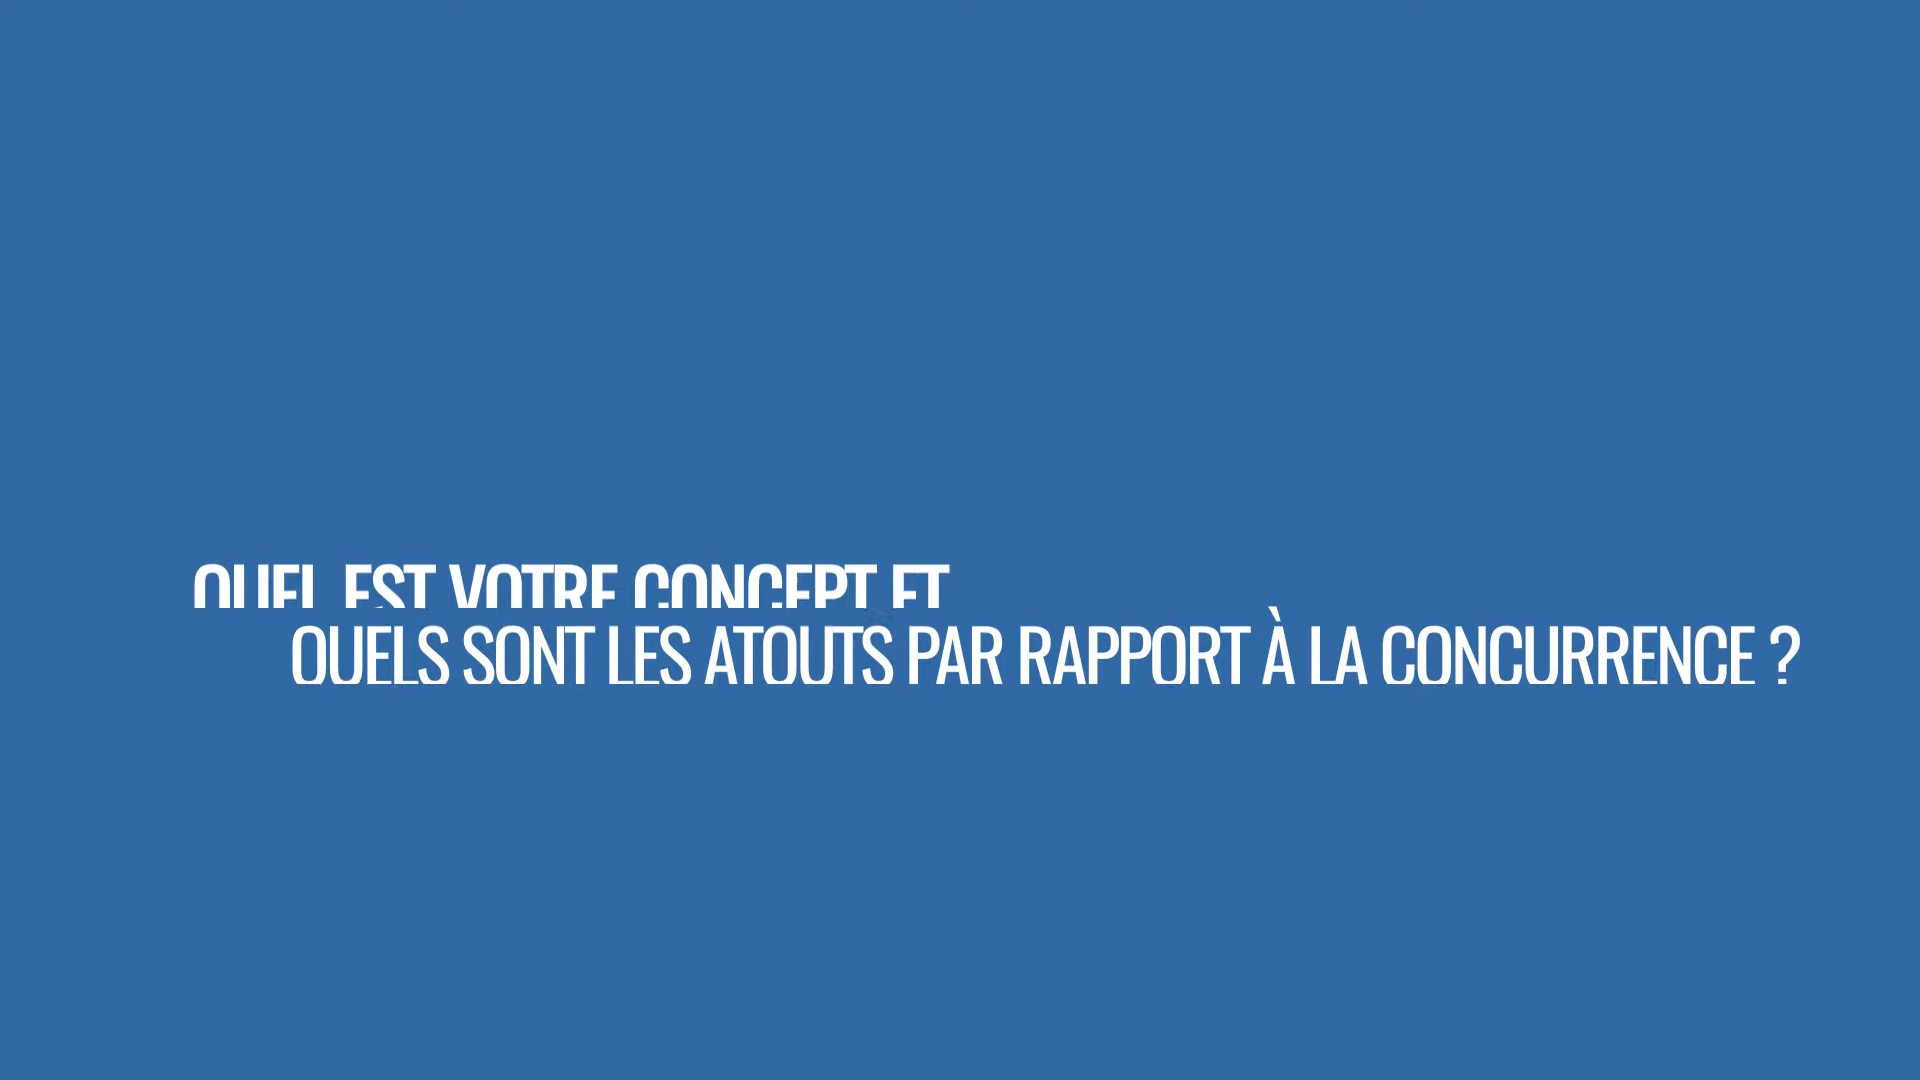 QUEL EST VOTRE CONCEPT ET
QUELS SONT LES ATOUTS PAR RAPPORT À LA CONCURRENCE ?